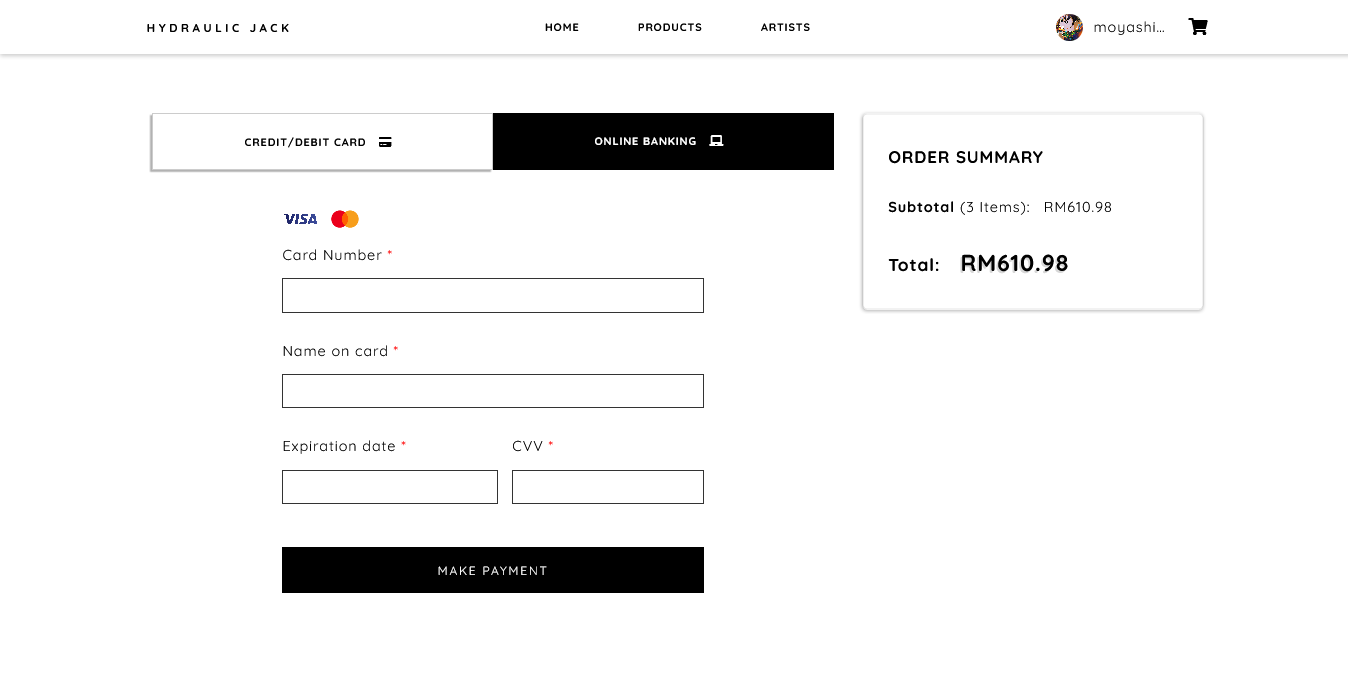 HYDRAULIC JACK
HOME
PRODUCTS
ARTISTS
moyashi...
CREDIT/DEBIT CARD
ONLINE BANKING
VISA
Card Number *
Name on card *
Expiration date *
CVV *
MAKE PAYMENT
ORDER SUMMARY
Subtotal (3 Items): RM610.98
Total: RM610.98